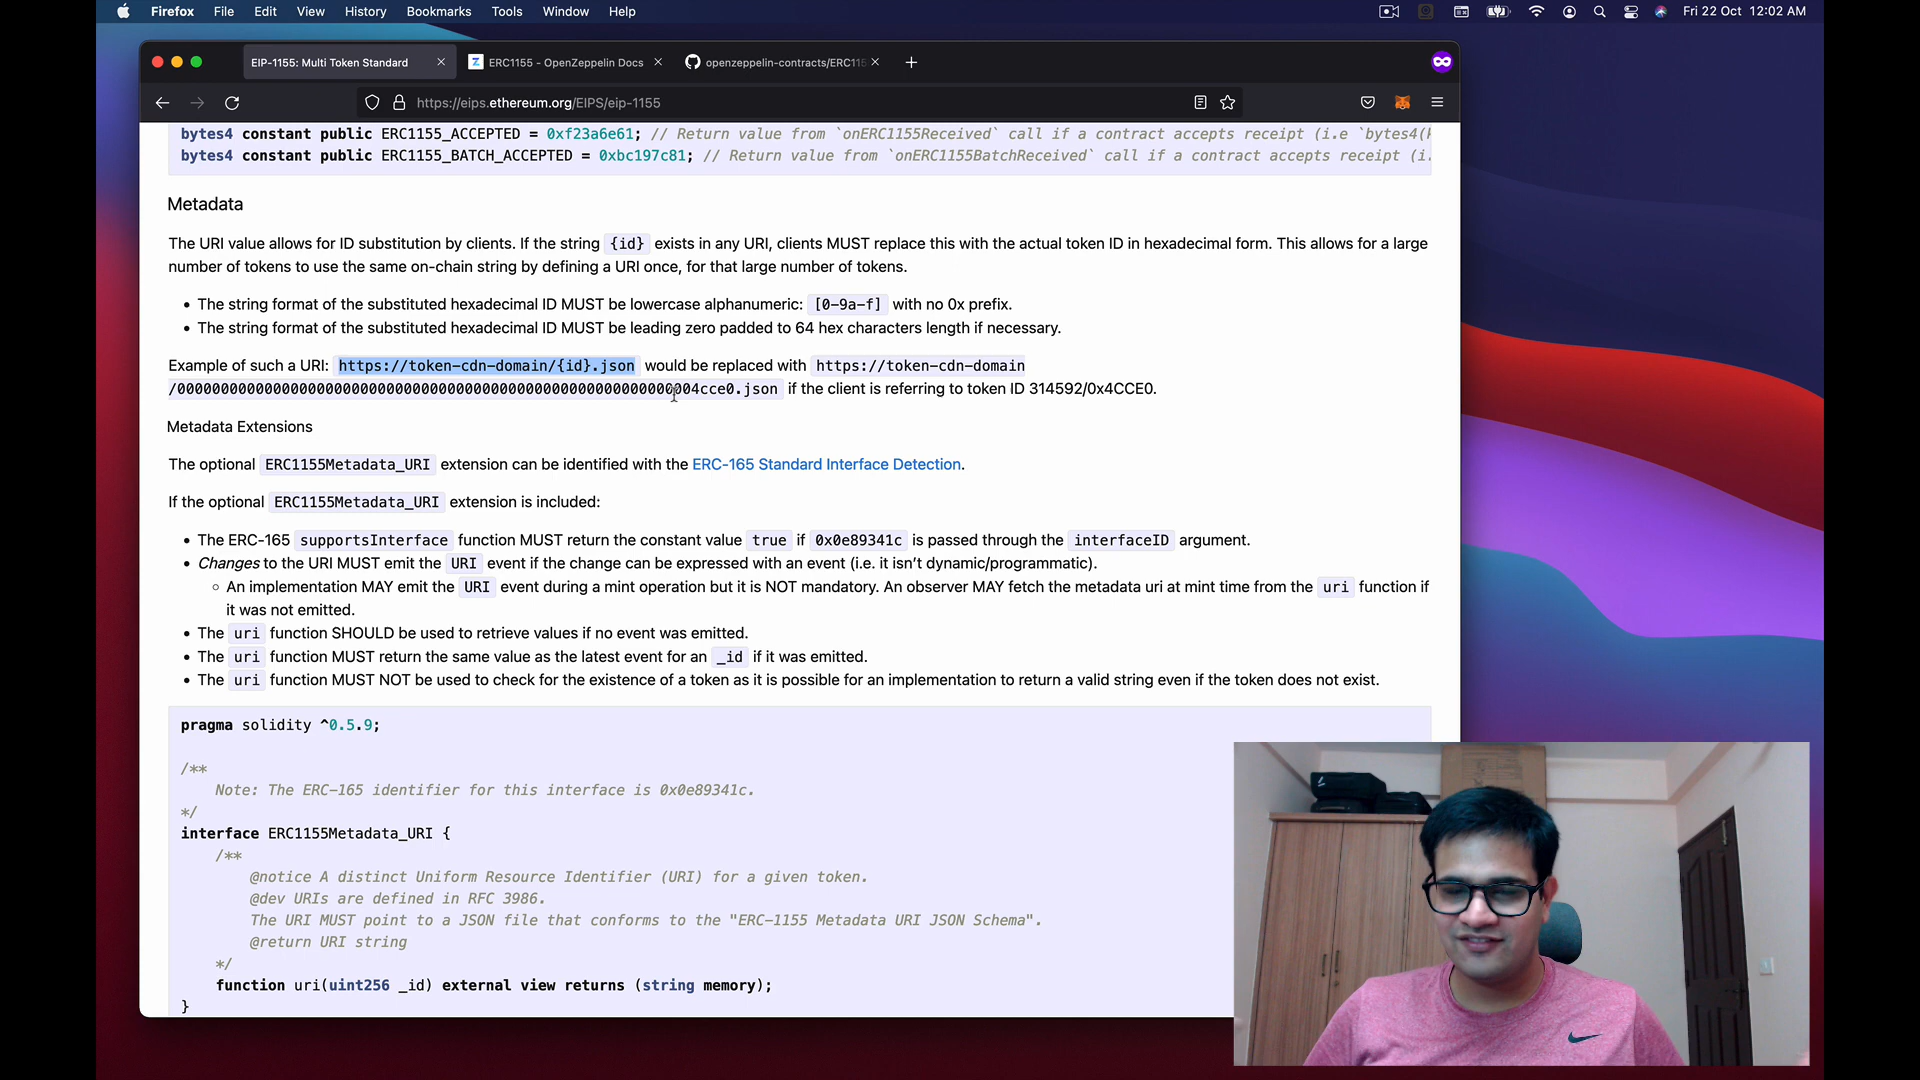 Firefox File Edit View History Bookmarks Tools Window Help Fri 22 Oct 12:02 AM
EIP-1155: Multi Token Standard ERC1155 - OpenZeppelin Docs openzeppelin-contracts/ERC115
https://eips.ethereum.org/EIPS/eip-1155
bytes4 constant public ERC1155_ACCEPTED = 0xf23a6e61; // Return value from `onERC1155Received` call if a contract accepts receipt (i.e `bytes4(k
bytes4 constant public ERC1155_BATCH_ACCEPTED = 0xbc197c81; // Return value from `onERC1155BatchReceived` call if a contract accepts receipt (i.
Metadata
The URI value allows for ID substitution by clients. If the string {id} exists in any URI, clients MUST replace this with the actual token ID in hexadecimal form. This allows for a large
number of tokens to use the same on-chain string by defining a URI once, for that large number of tokens.
• The string format of the substituted hexadecimal ID MUST be lowercase alphanumeric: [0-9a-f] with no 0x prefix.
• The string format of the substituted hexadecimal ID MUST be leading zero padded to 64 hex characters length if necessary.
Example of such a URI: https://token-cdn-domain/{id}.json would be replaced with https://token-cdn-domain
/000000000000000000000000000000000000000000000000000000000004cce0.json if the client is referring to token ID 314592/0x4CCE0.
Metadata Extensions
The optional ERC1155Metadata_URI extension can be identified with the ERC-165 Standard Interface Detection.
If the optional ERC1155Metadata_URI extension is included:
• The ERC-165 supportsInterface function MUST return the constant value true if 0x0e89341c is passed through the interfaceID argument.
• Changes to the URI MUST emit the URI event if the change can be expressed with an event (i.e. it isn't dynamic/programmatic).
◦ An implementation MAY emit the URI event during a mint operation but it is NOT mandatory. An observer MAY fetch the metadata uri at mint time from the uri function if
it was not emitted.
• The uri function SHOULD be used to retrieve values if no event was emitted.
• The uri function MUST return the same value as the latest event for an _id if it was emitted.
• The uri function MUST NOT be used to check for the existence of a token as it is possible for an implementation to return a valid string even if the token does not exist.
pragma solidity ^0.5.9;
/**
Note: The ERC-165 identifier for this interface is 0x0e89341c.
*/
interface ERC1155Metadata_URI {
/**
@notice A distinct Uniform Resource Identifier (URI) for a given token.
@dev URIs are defined in RFC 3986.
The URI MUST point to a JSON file that conforms to the "ERC-1155 Metadata URI JSON Schema".
@return URI string
*/
function uri(uint256 _id) external view returns (string memory);
}